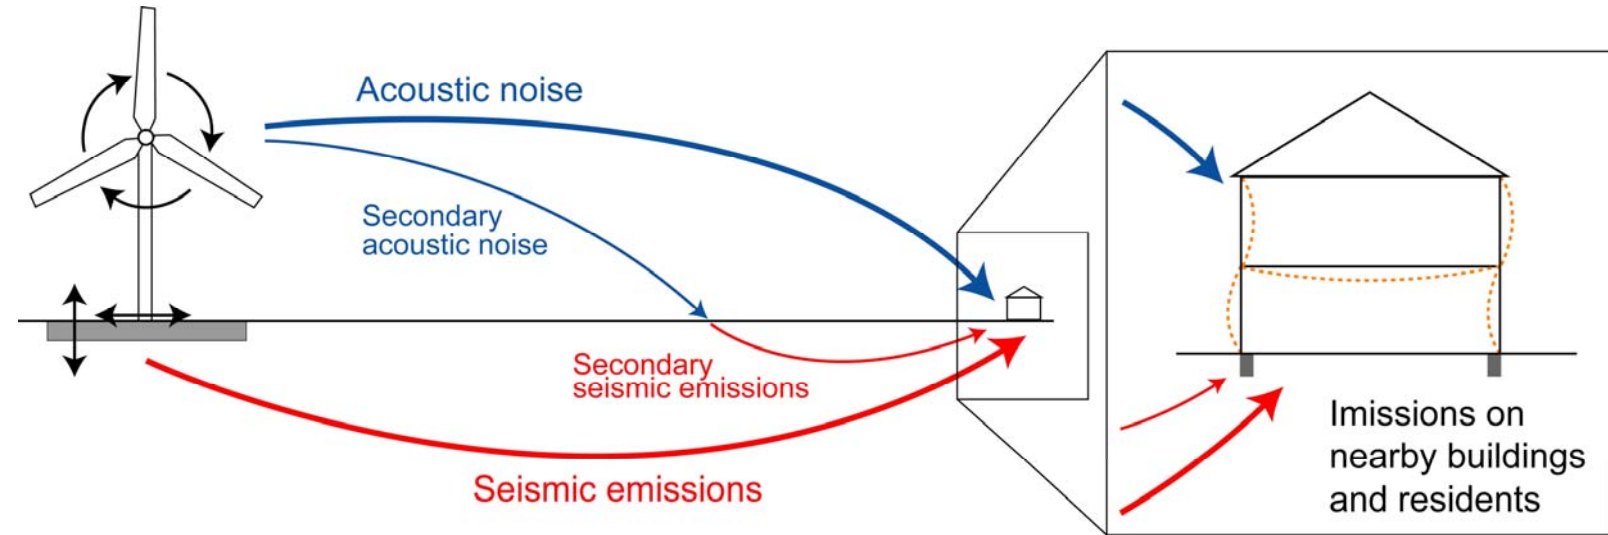 Acoustic noise
Secondary
acoustic noise
Secondary
seismic emissions
Seismic emissions
Imissions on
nearby buildings
and residents